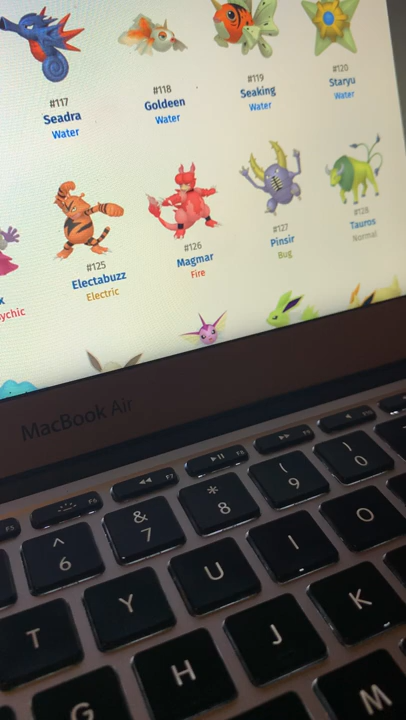 #117
Seadra
Water
#118
Goldeen
Water
#119
Seaking
Water
#120
Staryu
Water
x
ychic
#125
Electabuzz
Electric
#126
Magmar
Fire
#127
Pinsir
Bug
#128
Tauros
Normal
MacBook Air
F5
F6
F7
F8
F9
^
6
&
7
*
8
(
9
)
0
T
Y
U
I
O
G
H
J
K
M